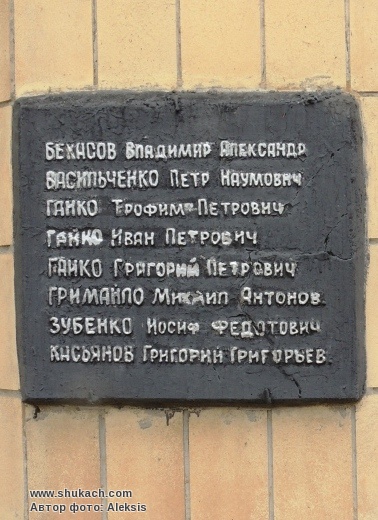 БЕХАСОВ ВЛАДИМИР АЛЕКСАНДР
ВАСИЛЬЧЕНКО ПЕТР НАУМОВИЧ
ГАЙКО ТРОФИМ ПЕТРОВИЧ
ГАЙКО ИВАН ПЕТРОВИЧ
ГАЙКО ГРИГОРИЙ ПЕТРОВИЧ
ГРИМАЙЛО МИХАИЛ АНТОНОВ
ЗУБЕНКО ИОСИФ ФЕДОТОВИЧ
КАСЬЯНОВ ГРИГОРИЙ ГРИГОРЬЕВ
www.shukach.com
Автор фото: Aleksis